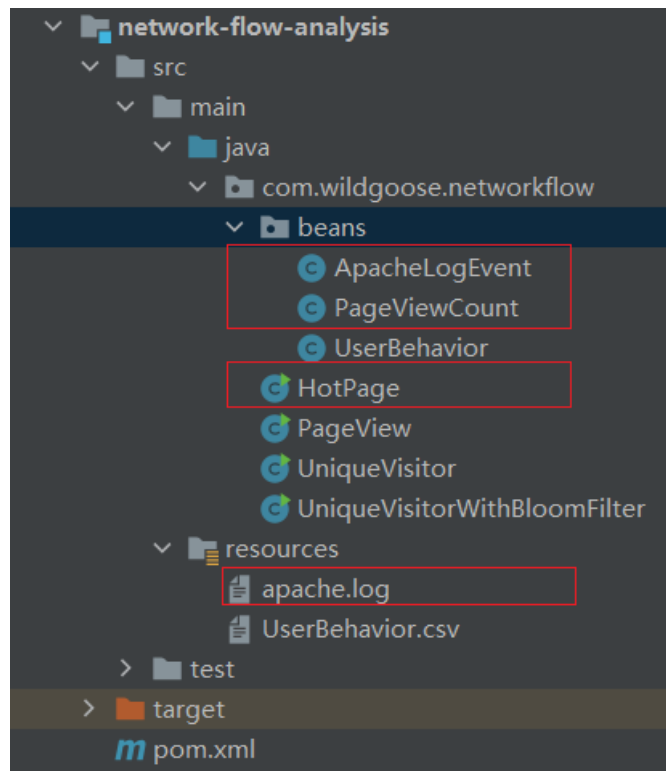 network-flow-analysis
src
main
java
com.wildgoose.networkflow
beans
ApacheLogEvent
PageViewCount
UserBehavior
HotPage
PageView
UniqueVisitor
UniqueVisitorWithBloomFilter
resources
apache.log
UserBehavior.csv
test
target
pom.xml